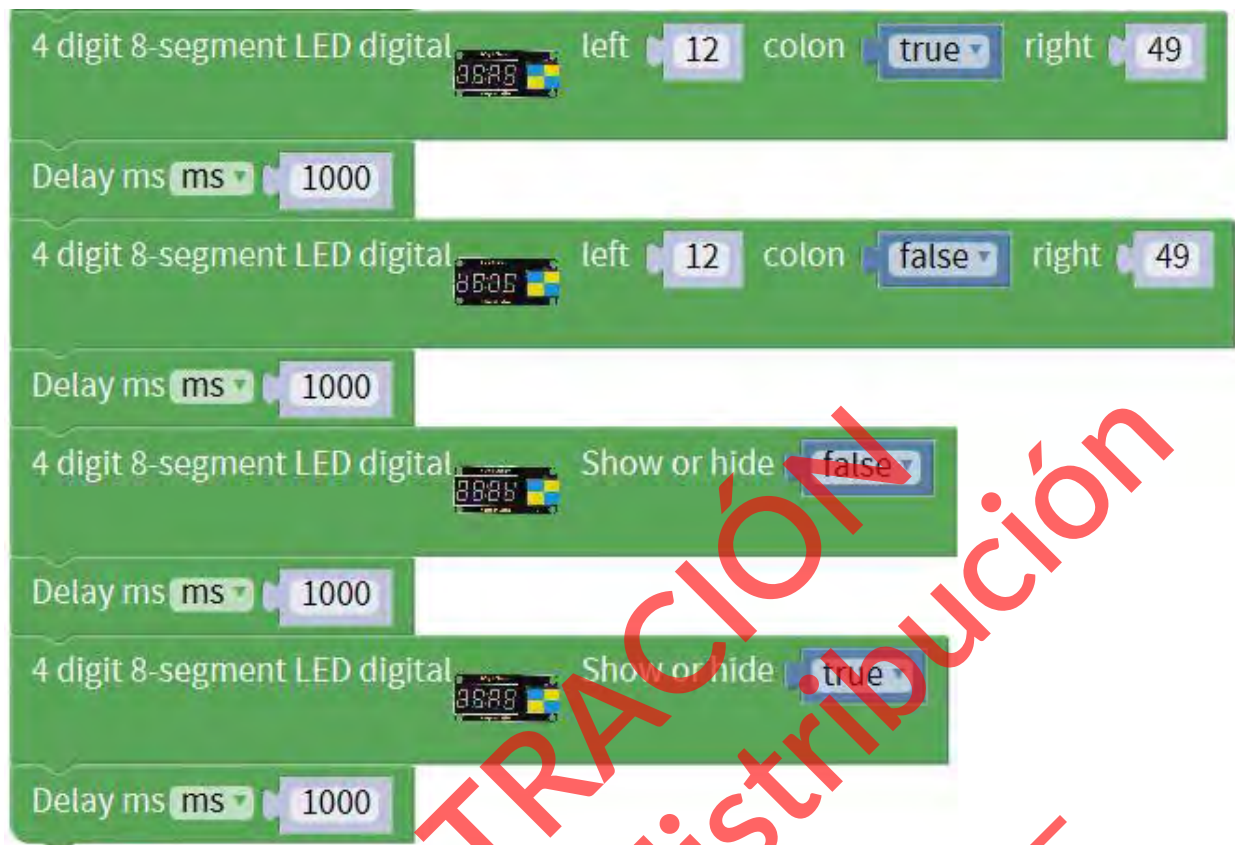 4 digit 8-segment LED digital left 12 colon true right 49
Delay ms ms 1000
4 digit 8-segment LED digital left 12 colon false right 49
Delay ms ms 1000
4 digit 8-segment LED digital Show or hide false
Delay ms ms 1000
4 digit 8-segment LED digital Show or hide true
Delay ms ms 1000
TRACIÓN
distribución